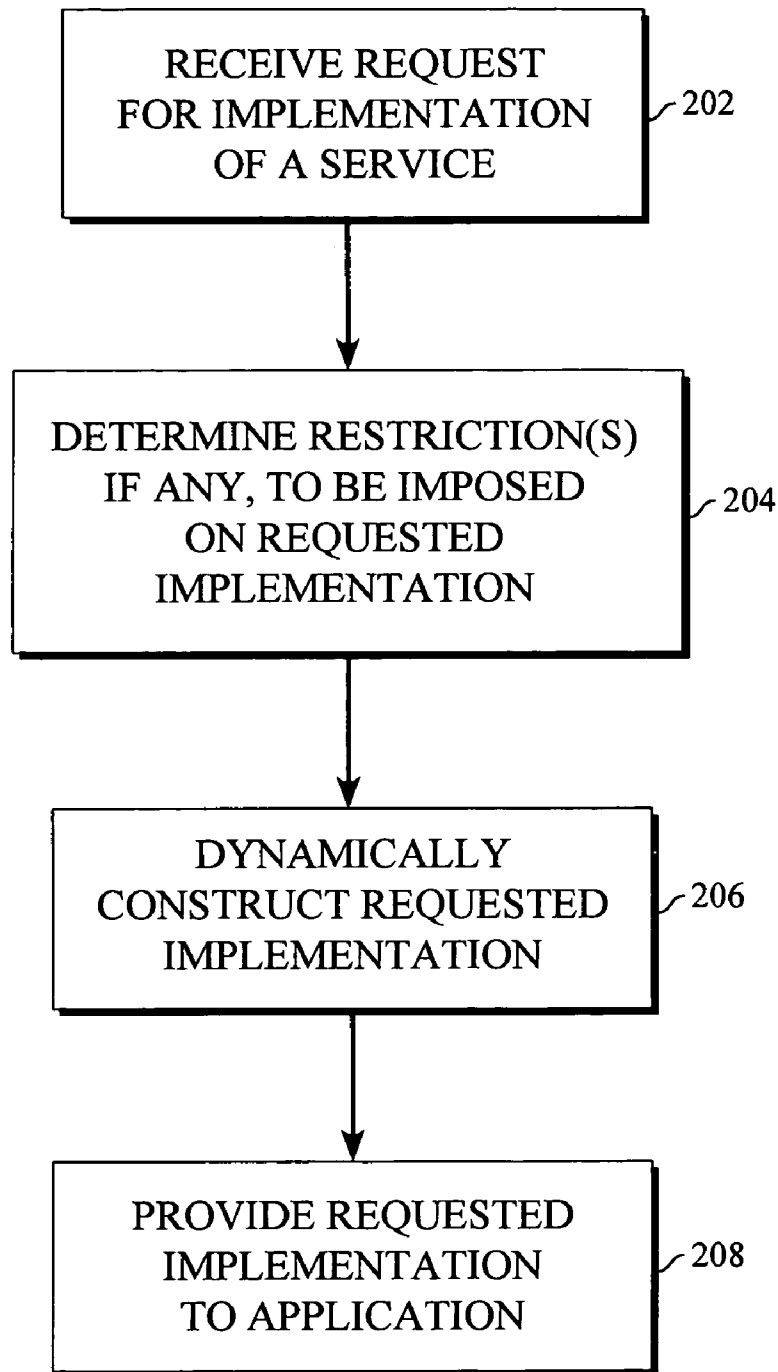 RECEIVE REQUEST
FOR IMPLEMENTATION
OF A SERVICE
202
DETERMINE RESTRICTION(S)
IF ANY, TO BE IMPOSED
ON REQUESTED
IMPLEMENTATION
204
DYNAMICALLY
CONSTRUCT REQUESTED
IMPLEMENTATION
206
PROVIDE REQUESTED
IMPLEMENTATION
TO APPLICATION
208